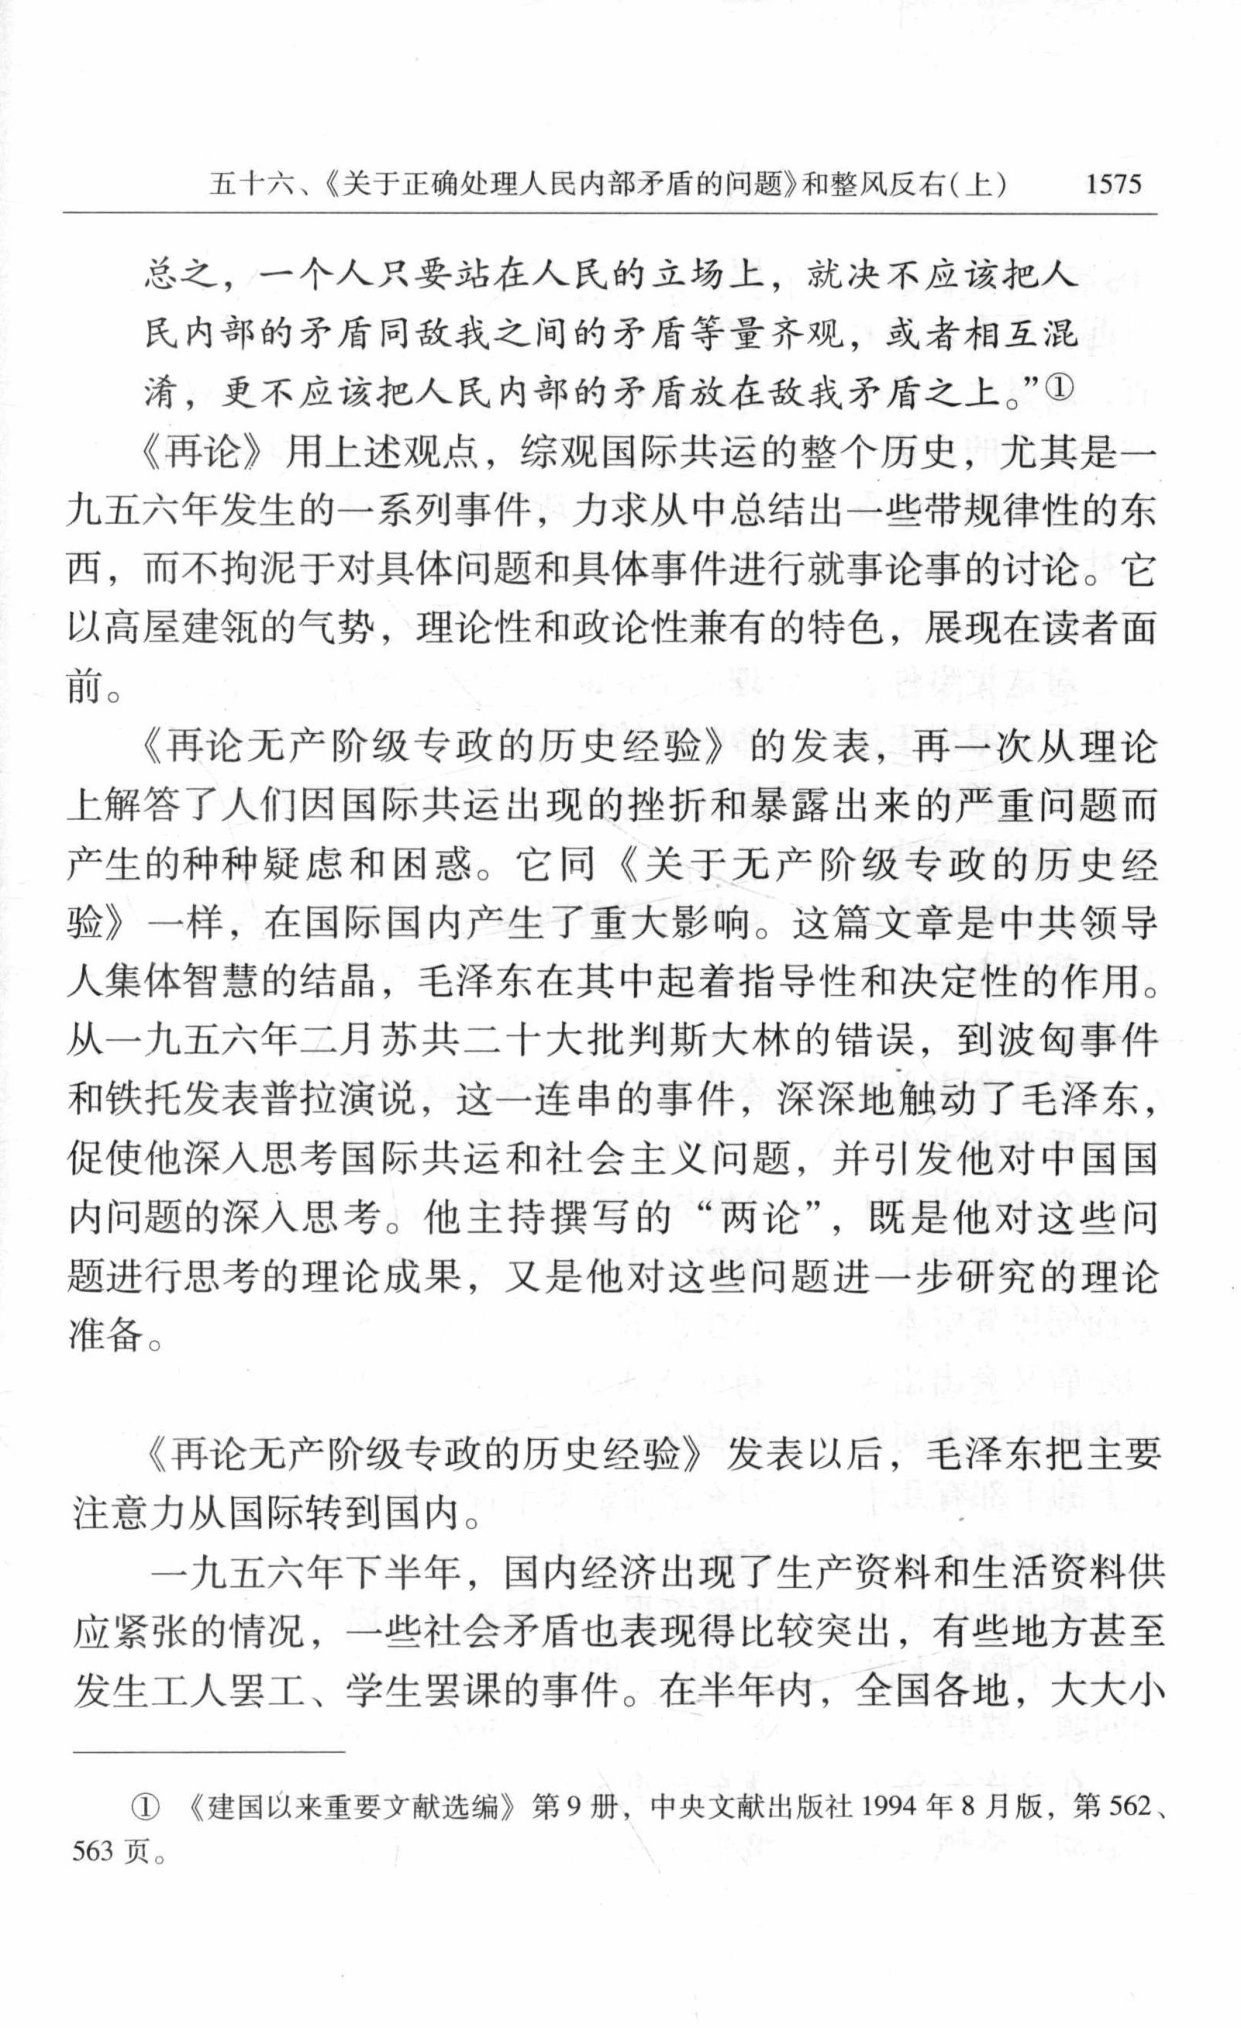 五十六、《关于正确处理人民内部矛盾的问题》和整风反右(上) 1575
总之，一个人只要站在人民的立场上，就决不应该把人
民内部的矛盾同敌我之间的矛盾等量齐观，或者相互混
淆，更不应该把人民内部的矛盾放在敌我矛盾之上。”①
《再论》用上述观点，综观国际共运的整个历史，尤其是一
九五六年发生的一系列事件，力求从中总结出一些带规律性的东
西，而不拘泥于对具体问题和具体事件进行就事论事的讨论。它
以高屋建瓴的气势，理论性和政论性兼有的特色，展现在读者面
前。
《再论无产阶级专政的历史经验》的发表，再一次从理论
上解答了人们因国际共运出现的挫折和暴露出来的严重问题而
产生的种种疑虑和困惑。它同《关于无产阶级专政的历史经
验》一样，在国际国内产生了重大影响。这篇文章是中共领导
人集体智慧的结晶，毛泽东在其中起着指导性和决定性的作用。
从一九五六年二月苏共二十大批判斯大林的错误，到波匈事件
和铁托发表普拉演说，这一连串的事件，深深地触动了毛泽东，
促使他深入思考国际共运和社会主义问题，并引发他对中国国
内问题的深入思考。他主持撰写的“两论”，既是他对这些问
题进行思考的理论成果，又是他对这些问题进一步研究的理论
准备。
《再论无产阶级专政的历史经验》发表以后，毛泽东把主要
注意力从国际转到国内。
一九五六年下半年，国内经济出现了生产资料和生活资料供
应紧张的情况，一些社会矛盾也表现得比较突出，有些地方甚至
发生工人罢工、学生罢课的事件。在半年内，全国各地，大大小
① 《建国以来重要文献选编》第 9 册，中央文献出版社 1994 年 8 月版，第 562、
563 页。